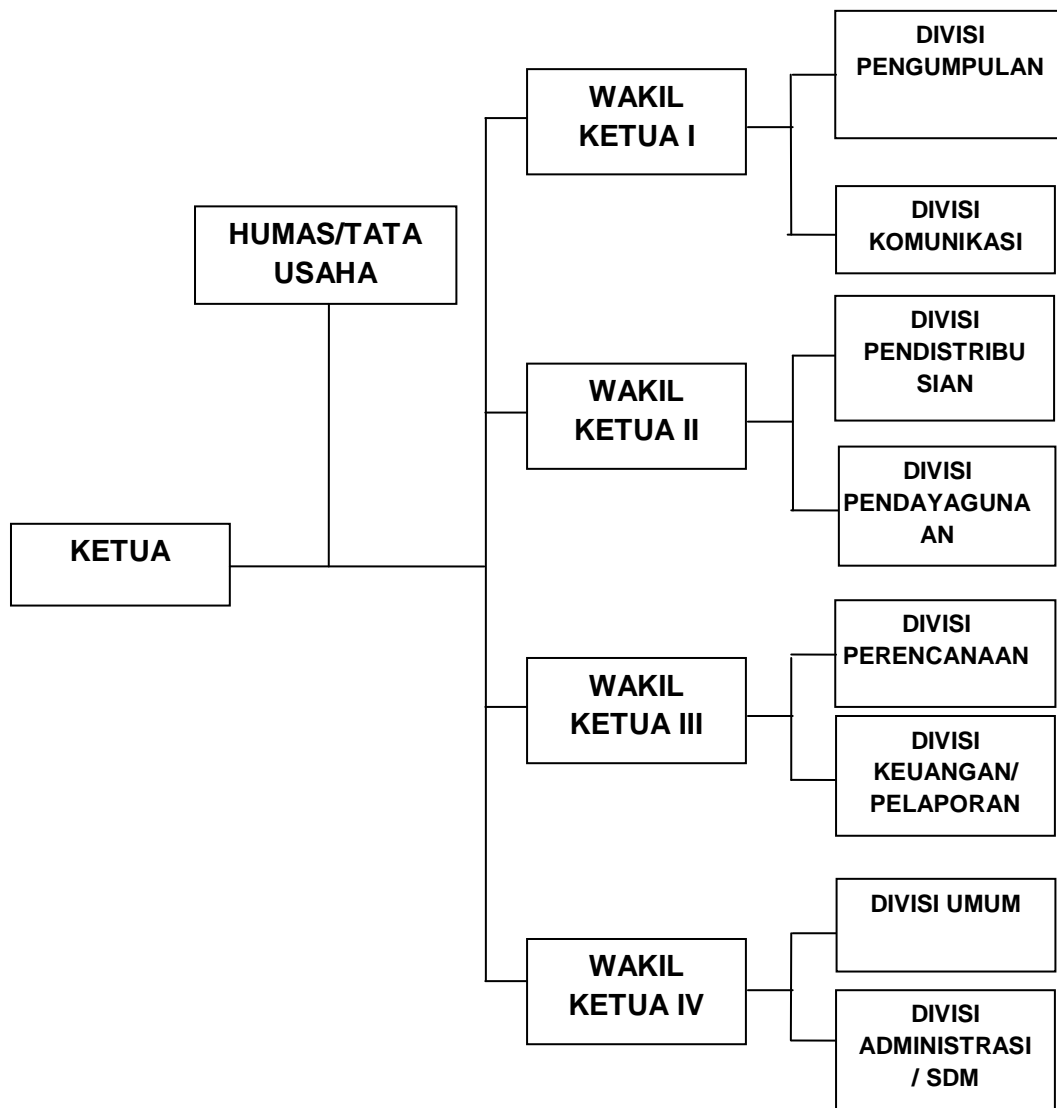 DIVISI
PENGUMPULAN
WAKIL
KETUA I
DIVISI
KOMUNIKASI
HUMAS/TATA
USAHA
DIVISI
PENDISTRIBU
SIAN
WAKIL
KETUA II
DIVISI
PENDAYAGUNA
AN
KETUA
DIVISI
PERENCANAAN
WAKIL
KETUA III
DIVISI
KEUANGAN/
PELAPORAN
DIVISI UMUM
WAKIL
KETUA IV
DIVISI
ADMINISTRASI
/ SDM